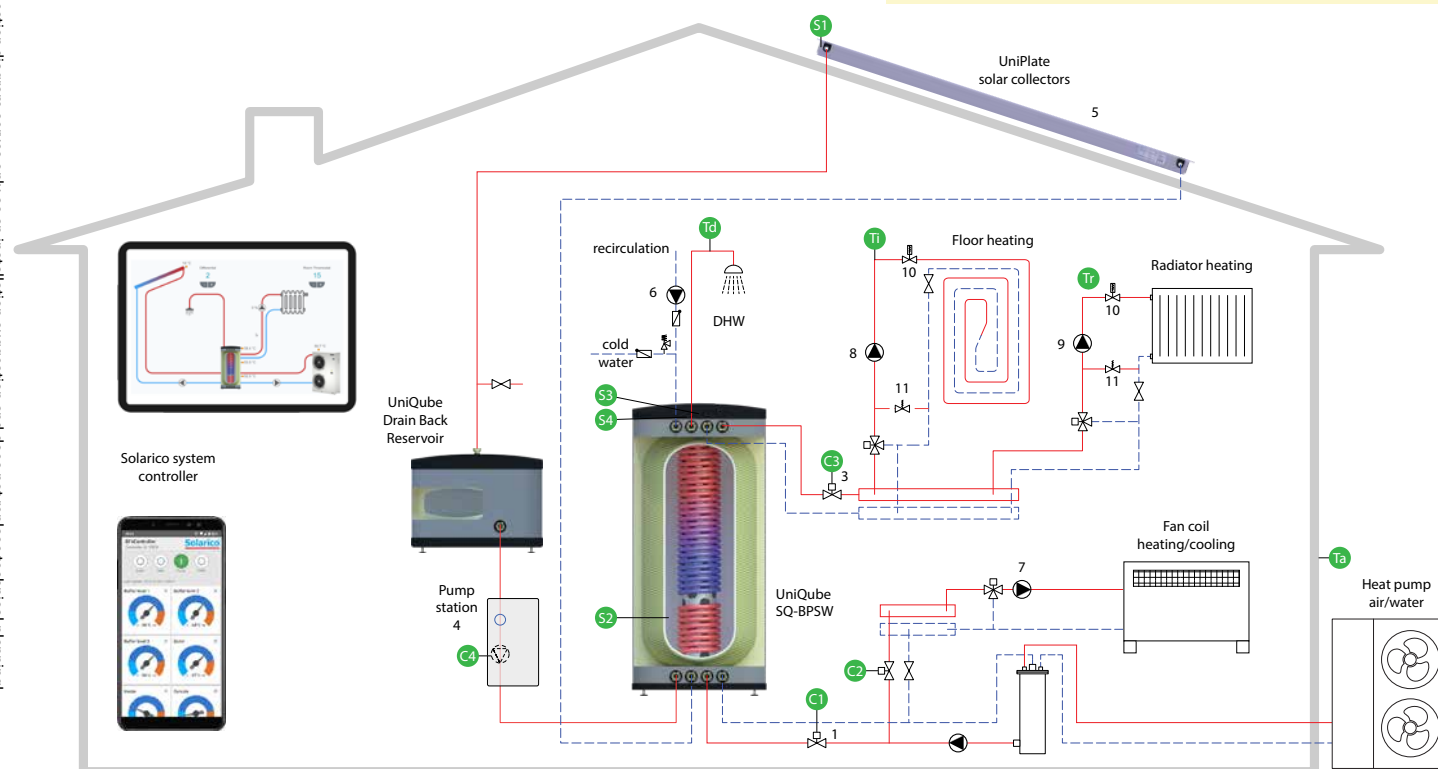 S1
UniPlate
solar collectors
5
recirculation
Td
Ti
Floor heating
10
Tr
Radiator heating
10
6
DHW
cold
water
8
9
11
11
S3
S4
UniQube
Drain Back
Reservoir
Solarico system
controller
C3
3
Fan coil
heating/cooling
7
Ta
Heat pump
air/water
Solarico
Pump
station
4
S2
UniQube
SQ-BPSW
C4
C2
C1
1